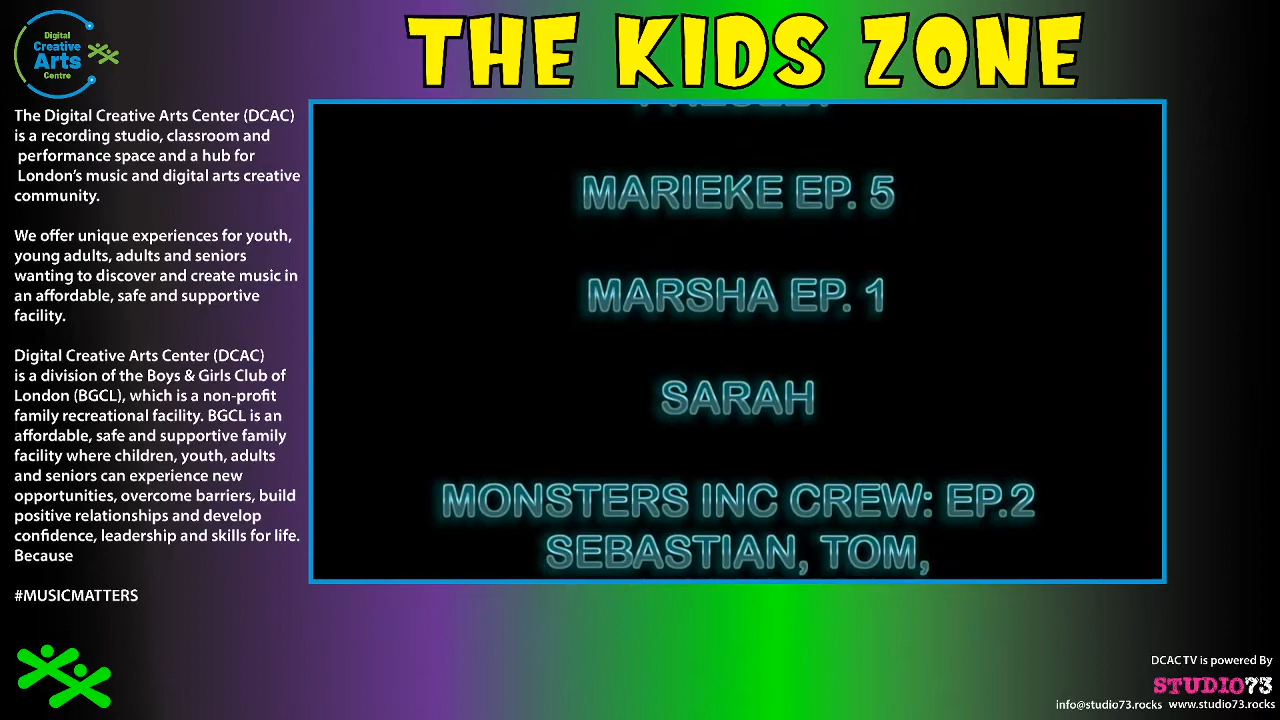 Digital
Creative
Arts
Centre
THE KIDS ZONE
The Digital Creative Arts Center (DCAC)
is a recording studio, classroom and
performance space and a hub for
London's music and digital arts creative
community.
We offer unique experiences for youth,
young adults, adults and seniors
wanting to discover and create music in
an affordable, safe and supportive
facility.
Digital Creative Arts Center (DCAC)
is a division of the Boys & Girls Club of
London (BGCL), which is a non-profit
family recreational facility. BGCL is an
affordable, safe and supportive family
facility where children, youth, adults
and seniors can experience new
opportunities, overcome barriers, build
positive relationships and develop
confidence, leadership and skills for life.
Because
#MUSICMATTERS
MARIEKE EP. 5
MARSHA EP. 1
SARAH
MONSTERS INC CREW: EP.2
SEBASTIAN, TOM,
DCAC TV is powered By
STUDIO73
info@studio73.rocks www.studio73.rocks